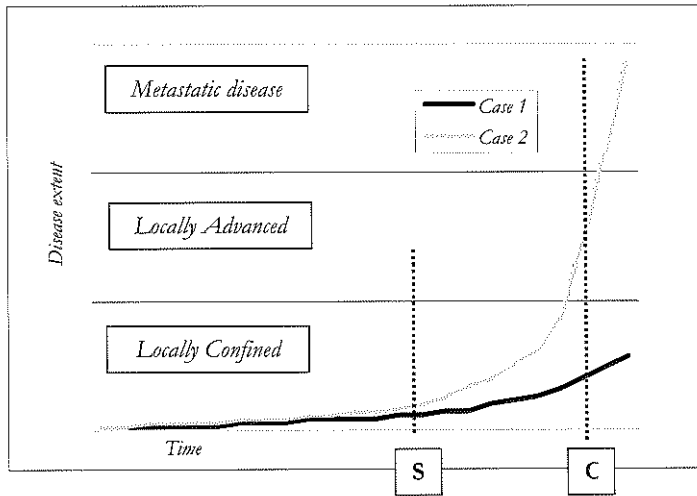 Metastatic disease
Case 1
Case 2
Disease extent
Locally Advanced
Locally Confined
Time
S
C